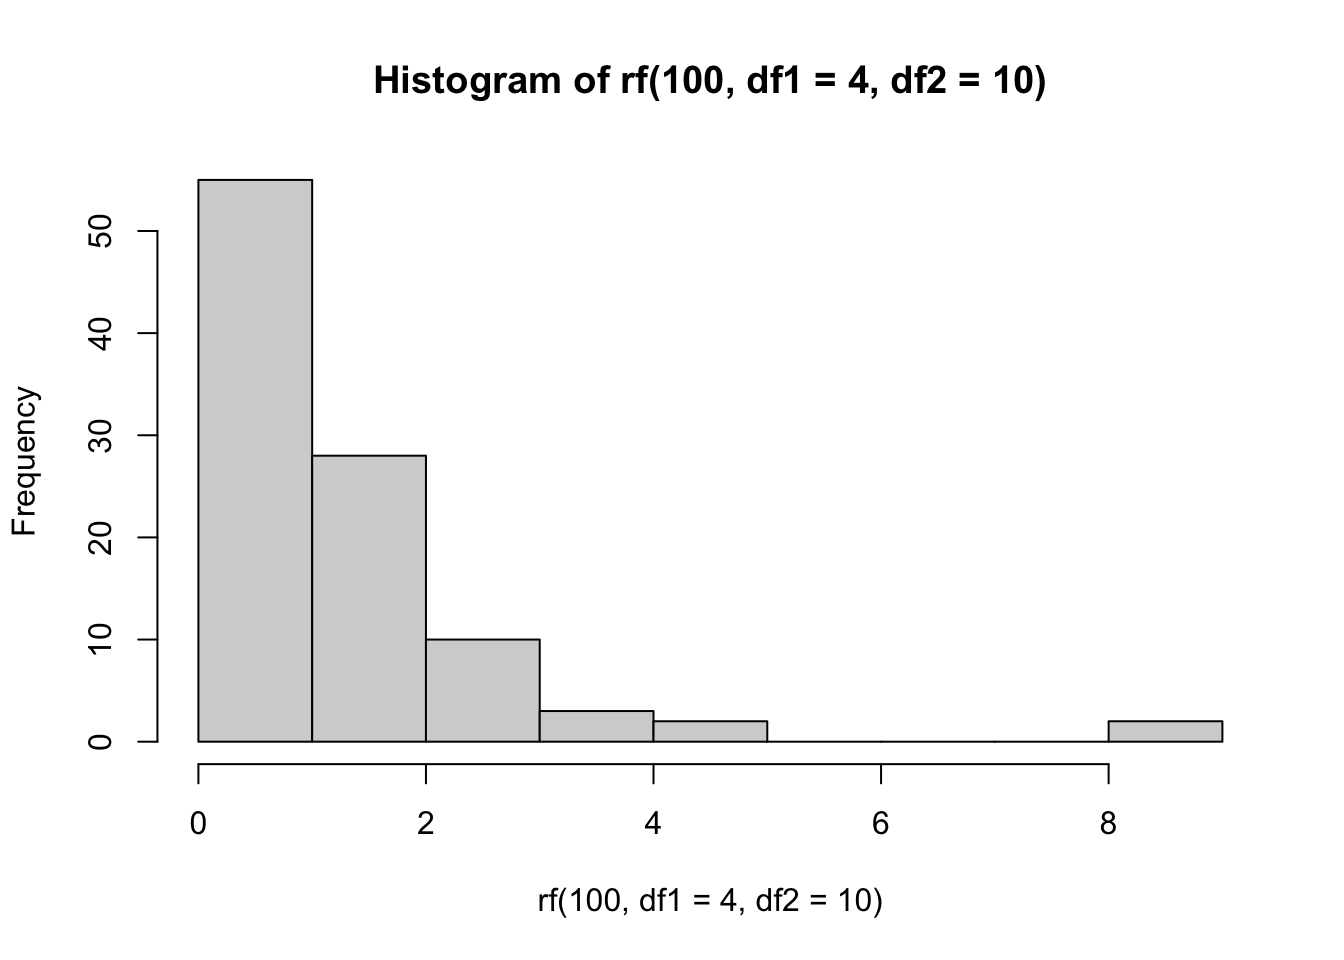 Histogram of rf(100, df1 = 4, df2 = 10)
Frequency
50
40
30
20
10
0
0 2 4 6 8
rf(100, df1 = 4, df2 = 10)